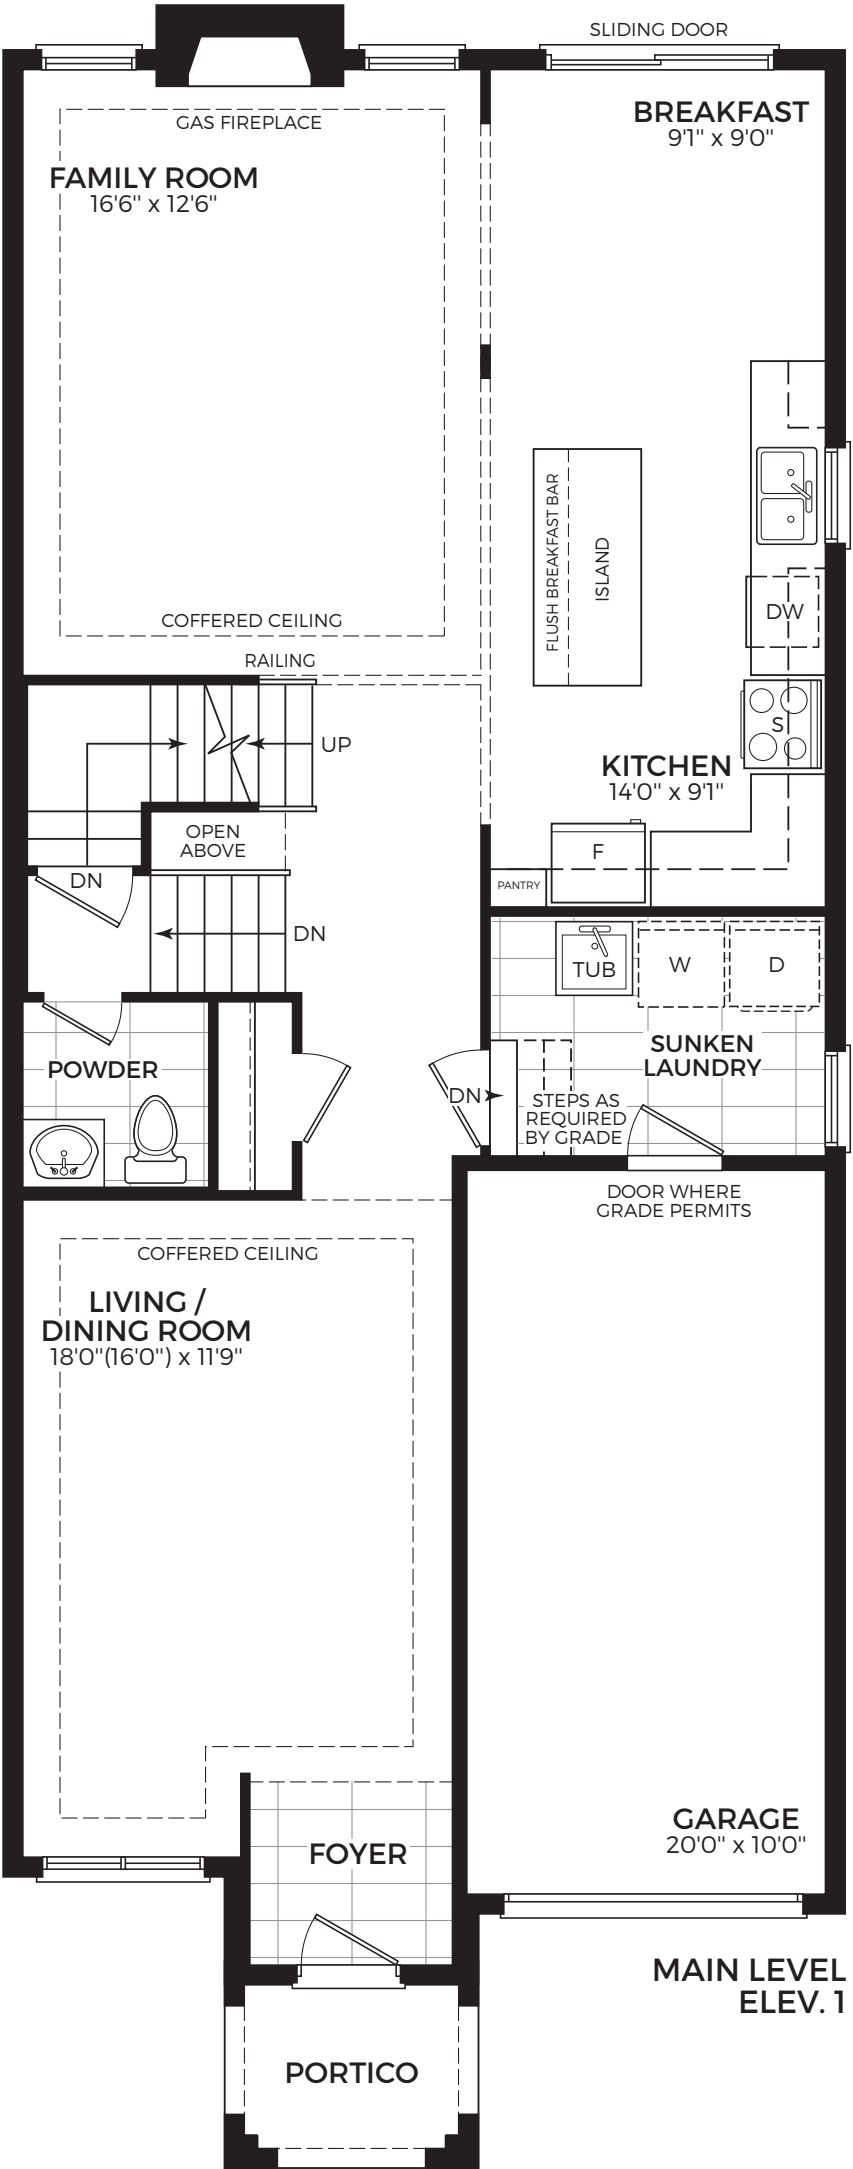 SLIDING DOOR
BREAKFAST
9'1" x 9'0"
GAS FIREPLACE
FAMILY ROOM
16'6" x 12'6"
COFFERED CEILING
RAILING
FLUSH BREAKFAST BAR
ISLAND
DW
S
KITCHEN
14'0" x 9'1"
F
PANTRY
UP
OPEN
ABOVE
DN
DN
TUB
W
D
SUNKEN
LAUNDRY
DN
STEPS AS
REQUIRED
BY GRADE
POWDER
DOOR WHERE
GRADE PERMITS
COFFERED CEILING
LIVING /
DINING ROOM
18'0"(16'0") x 11'9"
GARAGE
20'0" x 10'0"
FOYER
MAIN LEVEL
ELEV. 1
PORTICO